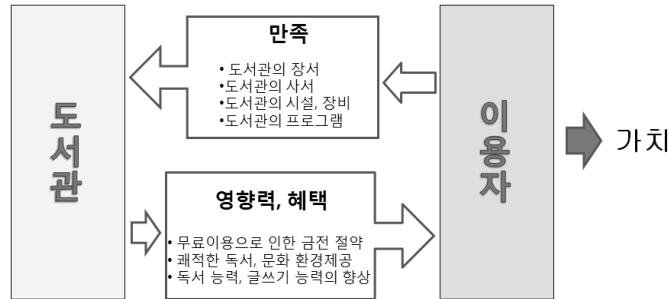 도서관
만족
• 도서관의 장서
• 도서관의 사서
• 도서관의 시설, 장비
• 도서관의 프로그램
영향력, 혜택
• 무료이용으로 인한 금전 절약
• 쾌적한 독서, 문화 환경제공
• 독서 능력, 글쓰기 능력의 향상
이용자
가치